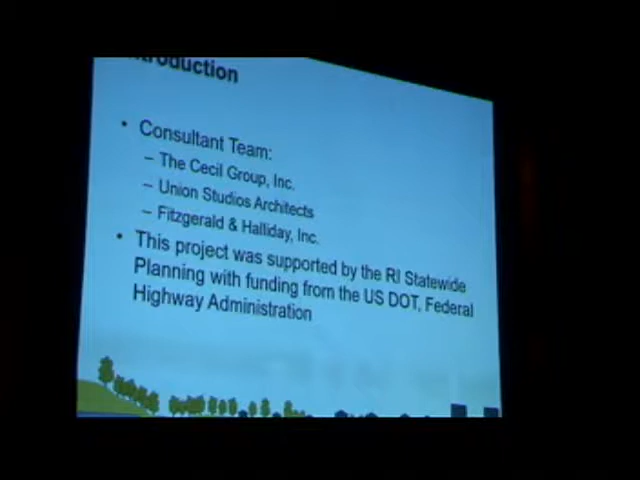 Introduction
• Consultant Team:
– The Cecil Group, Inc.
– Union Studios Architects
– Fitzgerald & Halliday, Inc.
• This project was supported by the RI Statewide
Planning with funding from the US DOT, Federal
Highway Administration